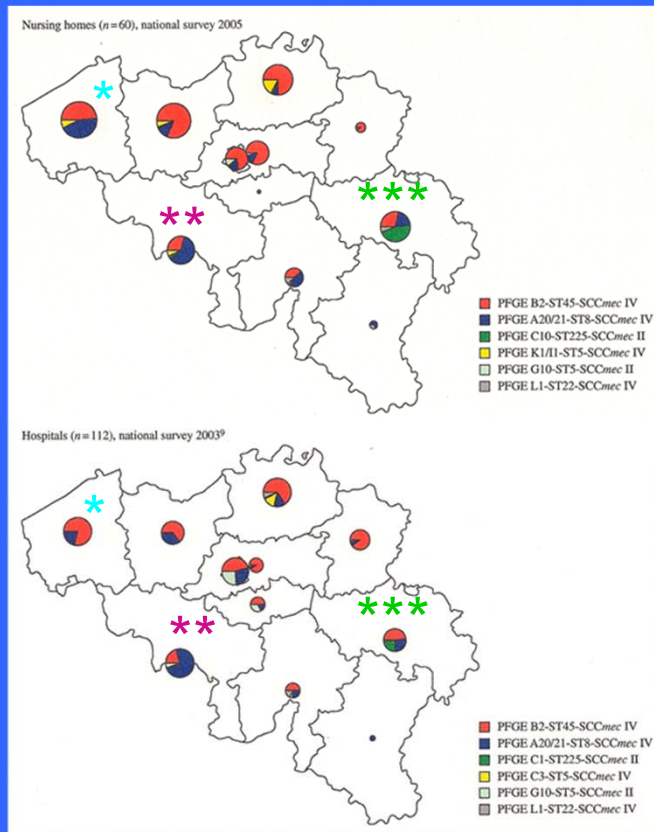 Nursing homes (n=60), national survey 2005
*
**
***
PFGE B2-ST45-SCCmec IV
PFGE A20/21-ST8-SCCmec IV
PFGE C10-ST225-SCCmec II
PFGE K1/I1-ST5-SCCmec IV
PFGE G10-ST5-SCCmec II
PFGE L1-ST22-SCCmec IV
Hospitals (n=112), national survey 2003⁹
*
**
***
PFGE B2-ST45-SCCmec IV
PFGE A20/21-ST8-SCCmec IV
PFGE C1-ST225-SCCmec II
PFGE C3-ST5-SCCmec IV
PFGE G10-ST5-SCCmec II
PFGE L1-ST22-SCCmec IV